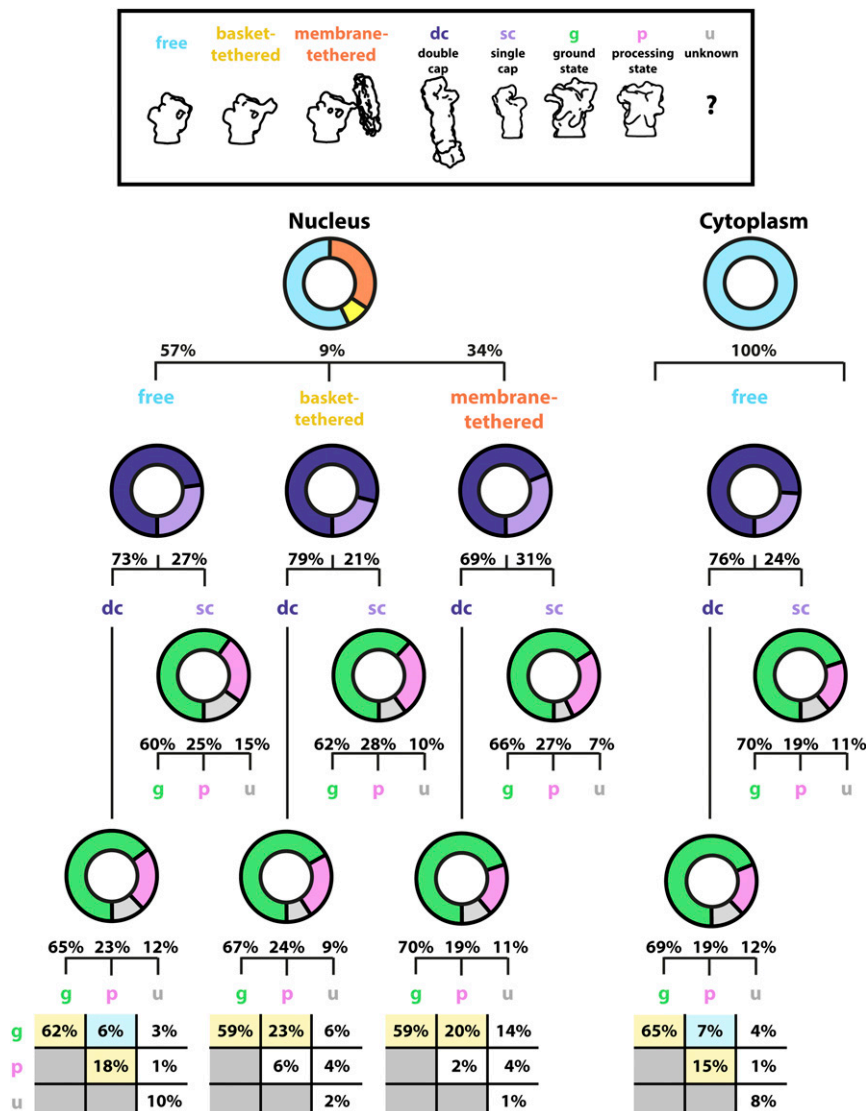 free
basket-
tethered
membrane-
tethered
dc
double
cap
sc
single
cap
g
ground
state
p
processing
state
u
unknown
?
Nucleus
Cytoplasm
57% 9% 34%
100%
free
basket-
tethered
membrane-
tethered
free
73% 27%
79% 21%
69% 31%
76% 24%
dc sc
dc sc
dc sc
dc sc
60% 25% 15%
62% 28% 10%
66% 27% 7%
70% 19% 11%
g p u
g p u
g p u
g p u
65% 23% 12%
67% 24% 9%
70% 19% 11%
69% 19% 12%
g p u
g p u
g p u
g p u
g 62% 6% 3%
59% 23% 6%
59% 20% 14%
65% 7% 4%
p 18% 1%
6% 4%
2% 4%
15% 1%
u 10%
2%
1%
8%